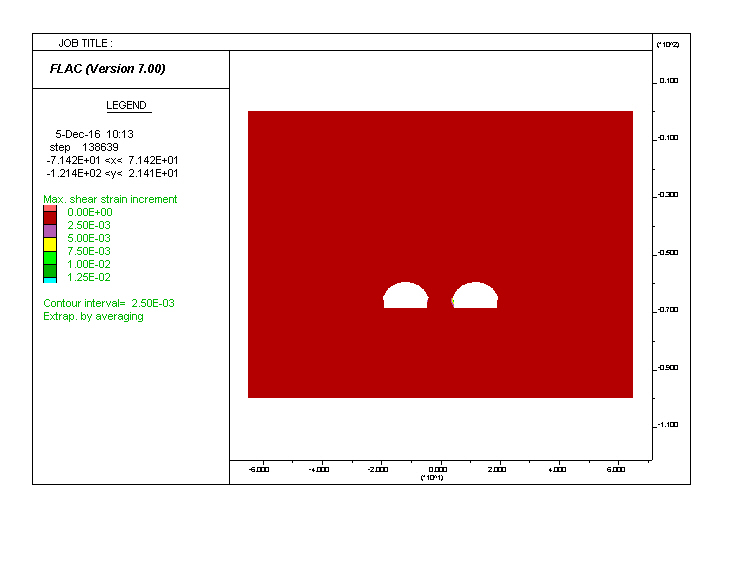 JOB TITLE :
(*10^2)
FLAC (Version 7.00)
LEGEND
5-Dec-16 10:13
step 138639
-7.142E+01 <x< 7.142E+01
-1.214E+02 <y< 2.141E+01
Max. shear strain increment
0.00E+00
2.50E-03
5.00E-03
7.50E-03
1.00E-02
1.25E-02
Contour interval= 2.50E-03
Extrap. by averaging
0.100
-0.100
-0.300
-0.500
-0.700
-0.900
-1.100
-6.000 -4.000 -2.000 0.000 2.000 4.000 6.000
(*10^1)